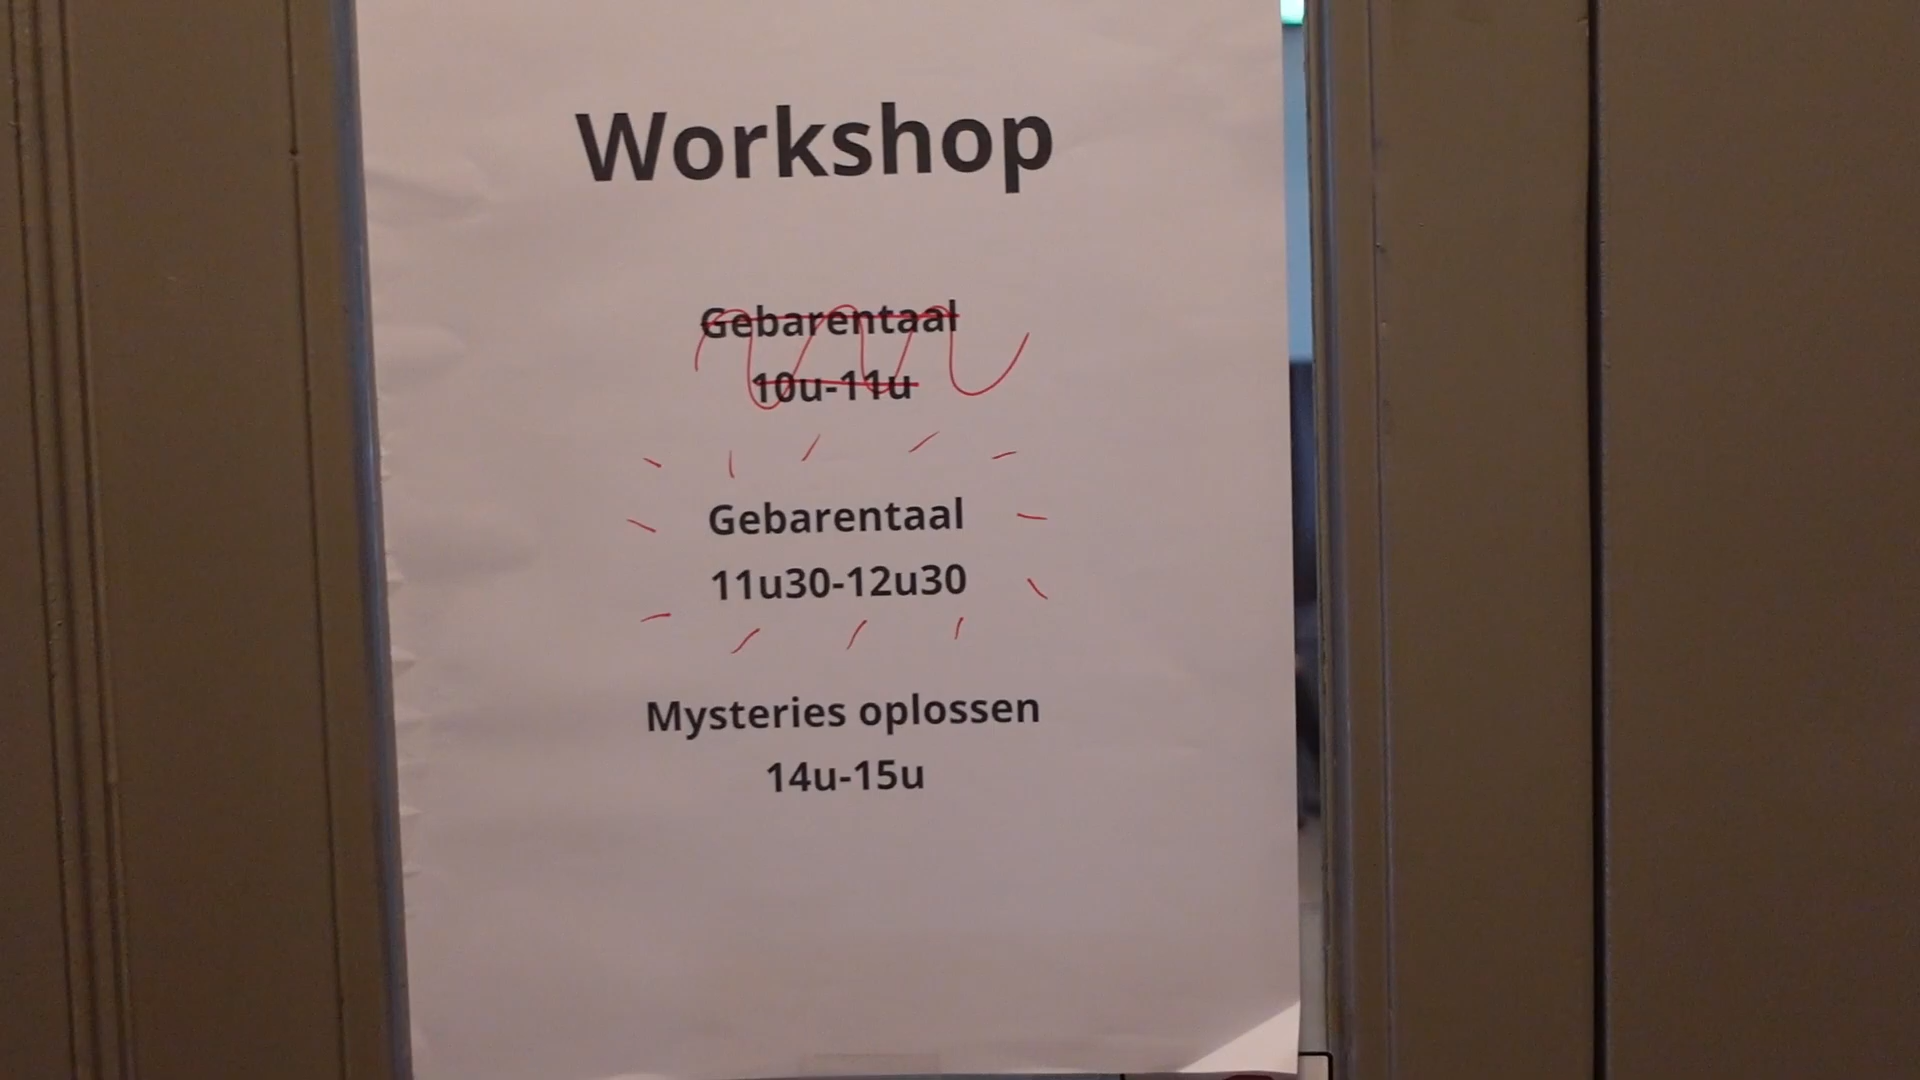 Workshop
Gebarentaal
10u-11u
Gebarentaal
11u30-12u30
Mysteries oplossen
14u-15u